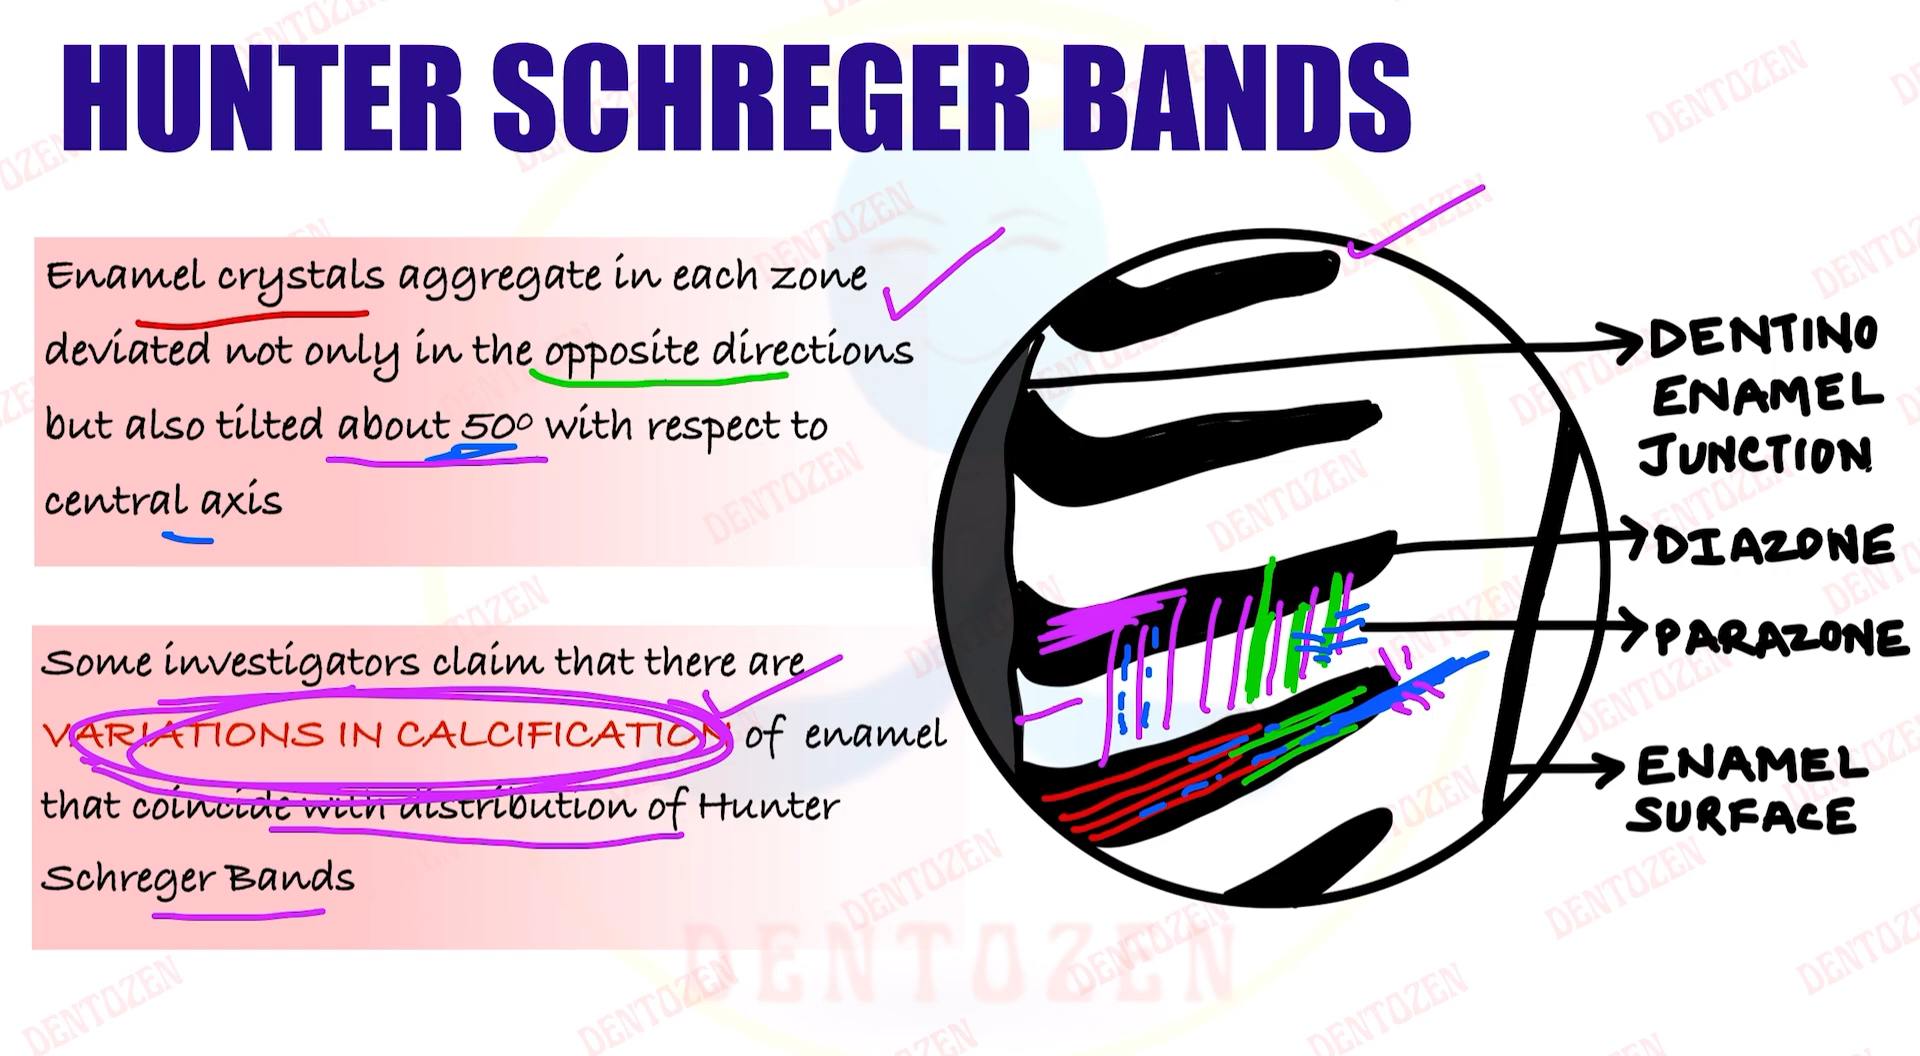 HUNTER SCHREGER BANDS
Enamel crystals aggregate in each zone
deviated not only in the opposite directions
but also tilted about 50º with respect to
central axis
Some investigators claim that there are
VARIATIONS IN CALCIFICATION of enamel
that coincide with distribution of Hunter
Schreger Bands
DENTINO
ENAMEL
JUNCTION
DIAZONE
PARAZONE
ENAMEL
SURFACE
DENTOZEN